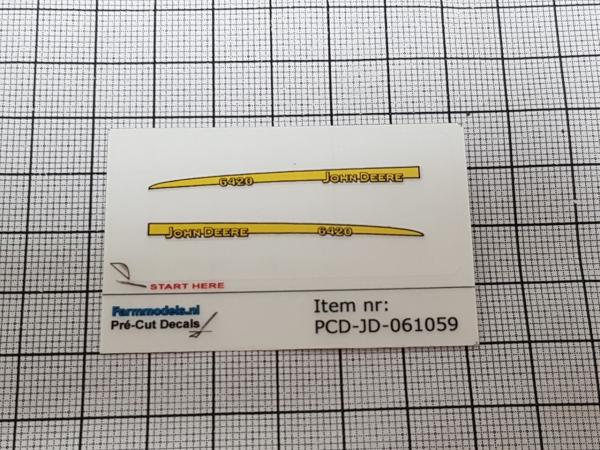 6420 JOHN DEERE
JOHN DEERE 6420
START HERE
Farmmodels.nl
Pré-Cut Decals
Item nr:
PCD-JD-061059